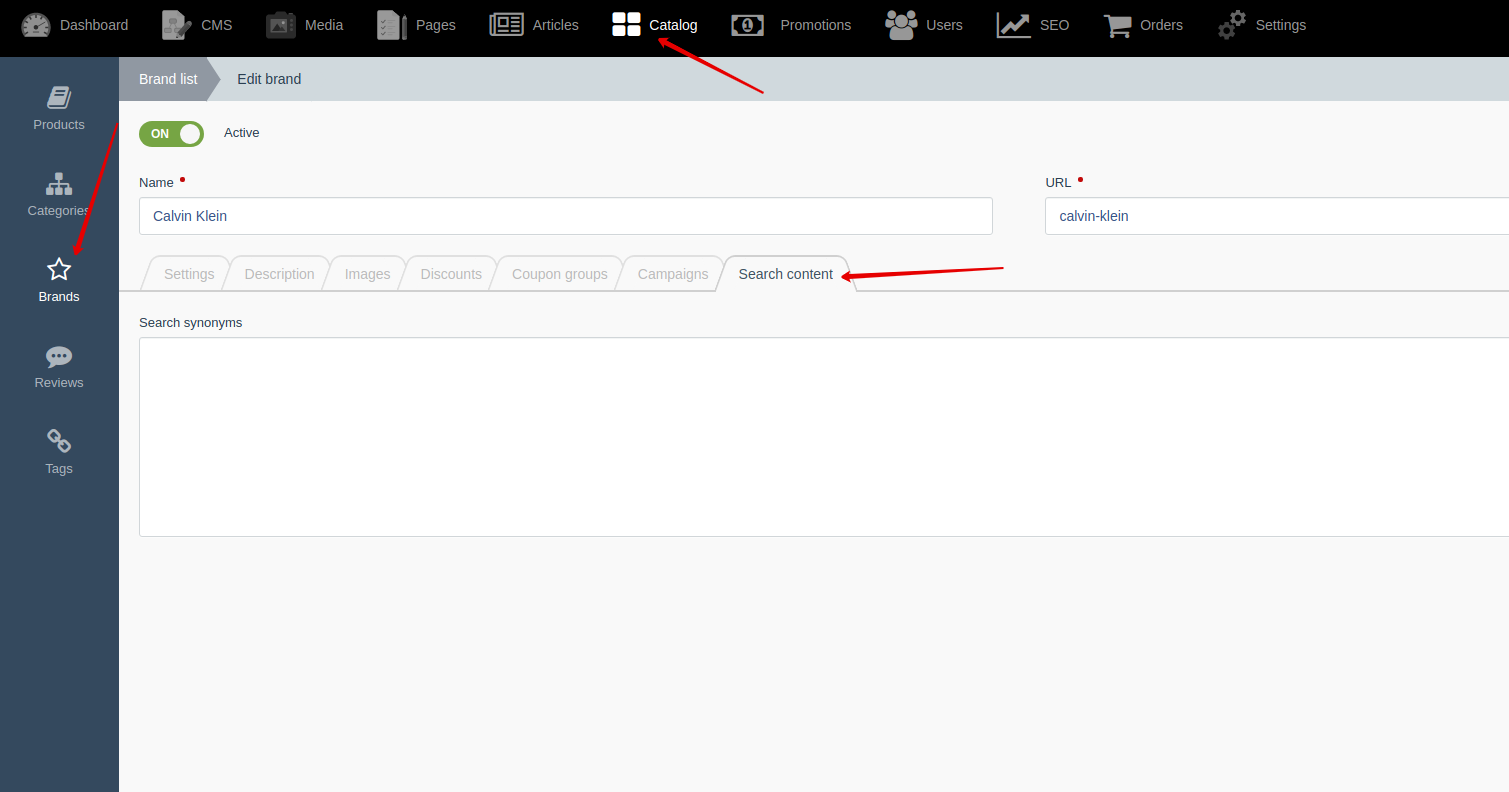 Dashboard CMS Media Pages Articles Catalog Promotions Users SEO Orders Settings
Brand list Edit brand
Products
Categories
Brands
Reviews
Tags
ON Active
Name URL
Calvin Klein calvin-klein
Settings Description Images Discounts Coupon groups Campaigns Search content
Search synonyms